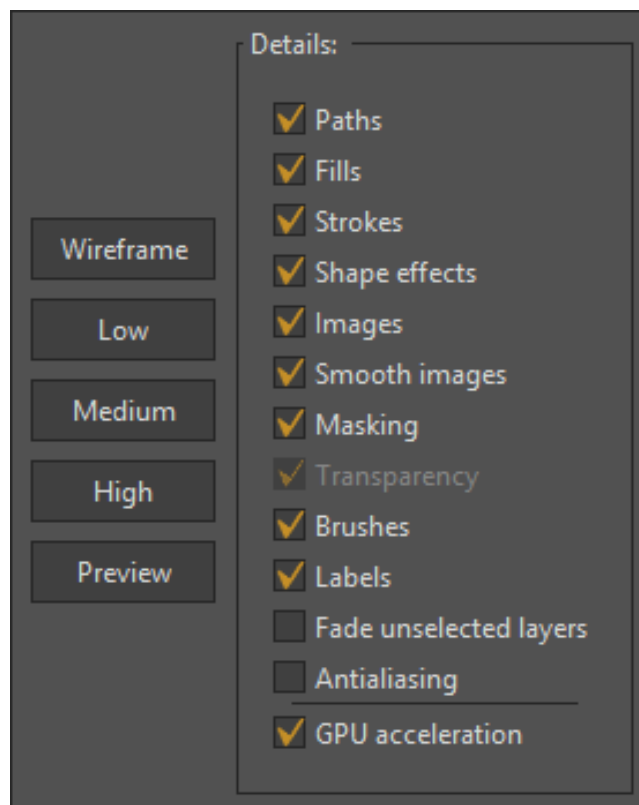 Details:
Paths
Fills
Strokes
Wireframe
Shape effects
Low
Images
Smooth images
Medium
Masking
High
Transparency
Brushes
Preview
Labels
Fade unselected layers
Antialiasing
GPU acceleration